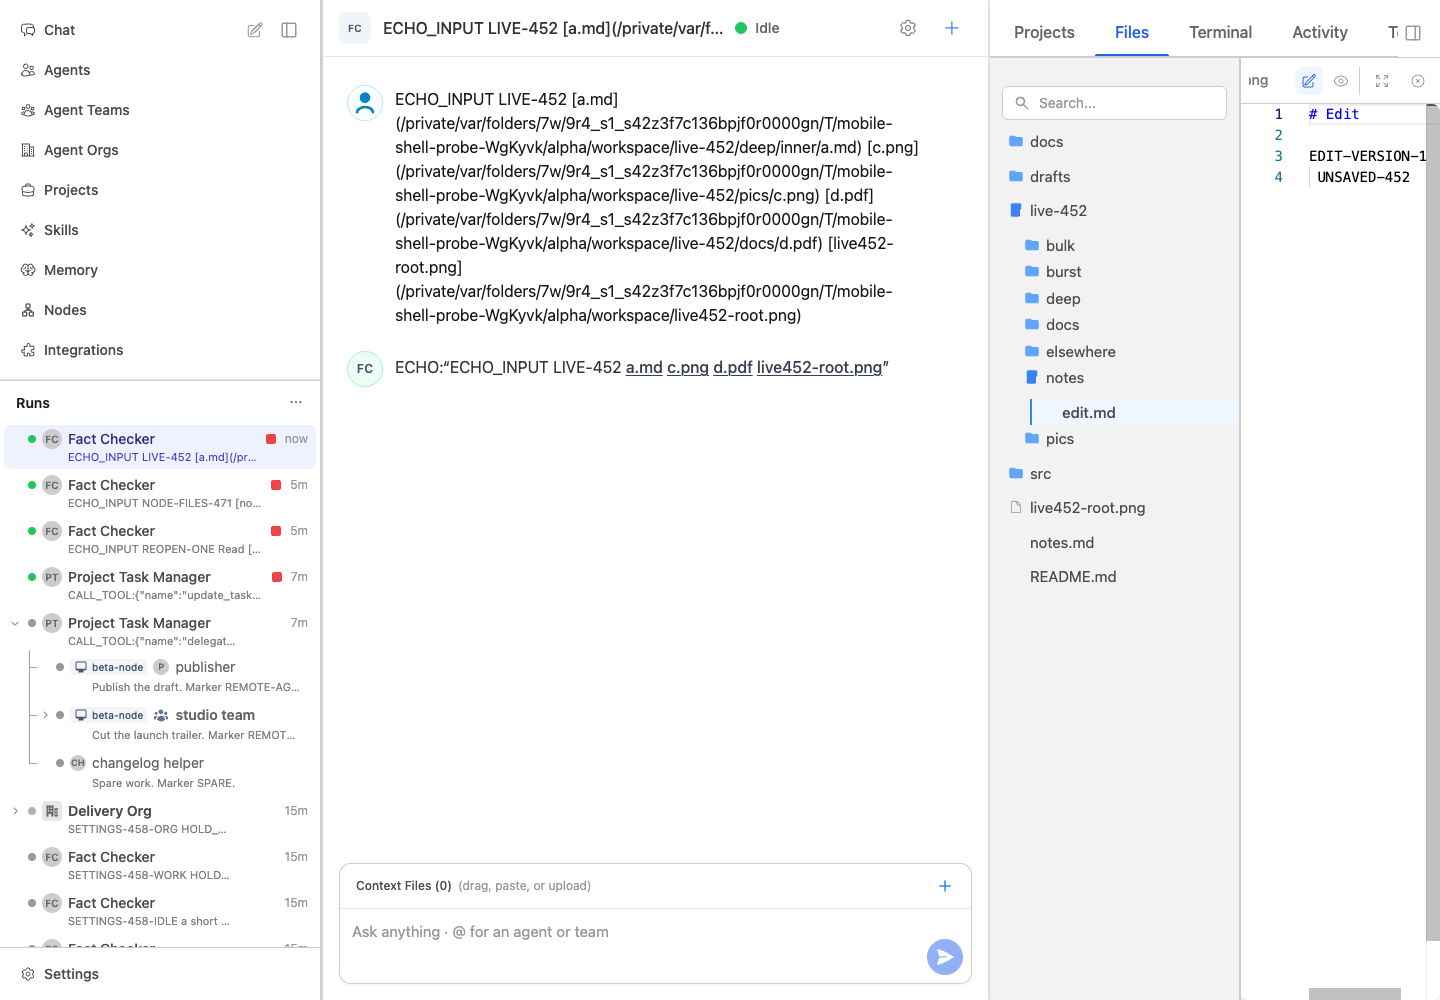 Chat
Agents
Agent Teams
Agent Orgs
Projects
Skills
Memory
Nodes
Integrations
Runs
FC Fact Checker now
ECHO_INPUT LIVE-452 [a.md](/pr...
FC Fact Checker 5m
ECHO_INPUT NODE-FILES-471 [no...
FC Fact Checker 5m
ECHO_INPUT REOPEN-ONE Read [...
PT Project Task Manager 7m
CALL_TOOL:{"name":"update_task...
PT Project Task Manager 7m
CALL_TOOL:{"name":"delegat...
beta-node P publisher
Publish the draft. Marker REMOTE-AG...
beta-node studio team
Cut the launch trailer. Marker REMOT...
CH changelog helper
Spare work. Marker SPARE.
Delivery Org 15m
SETTINGS-458-ORG HOLD_...
FC Fact Checker 15m
SETTINGS-458-WORK HOLD...
FC Fact Checker 15m
SETTINGS-458-IDLE a short ...
Settings
FC ECHO_INPUT LIVE-452 [a.md](/private/var/f... Idle
ECHO_INPUT LIVE-452 [a.md]
(/private/var/folders/7w/9r4_s1_s42z3f7c136bpjf0r0000gn/T/mobile-
shell-probe-WgKyvk/alpha/workspace/live-452/deep/inner/a.md) [c.png]
(/private/var/folders/7w/9r4_s1_s42z3f7c136bpjf0r0000gn/T/mobile-
shell-probe-WgKyvk/alpha/workspace/live-452/pics/c.png) [d.pdf]
(/private/var/folders/7w/9r4_s1_s42z3f7c136bpjf0r0000gn/T/mobile-
shell-probe-WgKyvk/alpha/workspace/live-452/docs/d.pdf) [live452-
root.png]
(/private/var/folders/7w/9r4_s1_s42z3f7c136bpjf0r0000gn/T/mobile-
shell-probe-WgKyvk/alpha/workspace/live452-root.png)
FC ECHO:“ECHO_INPUT LIVE-452 a.md c.png d.pdf live452-root.png”
Context Files (0) (drag, paste, or upload)
Ask anything · @ for an agent or team
Projects Files Terminal Activity
Search...
docs
drafts
live-452
bulk
burst
deep
docs
elsewhere
notes
edit.md
pics
src
live452-root.png
notes.md
README.md
png
1 # Edit
2
3 EDIT-VERSION-1
4 UNSAVED-452